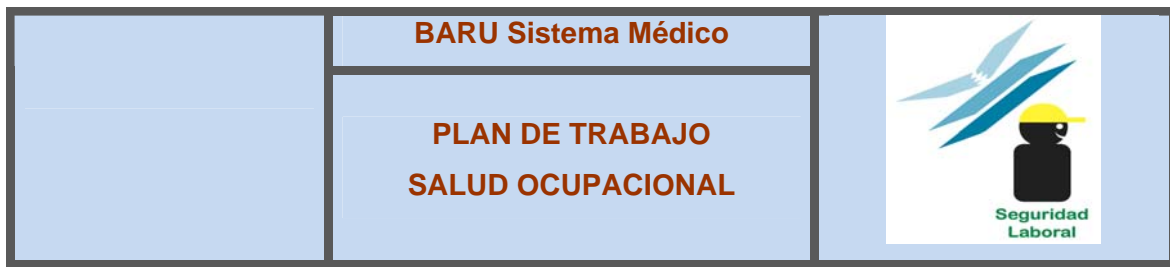 BARU Sistema Médico
PLAN DE TRABAJO
SALUD OCUPACIONAL
Seguridad
Laboral